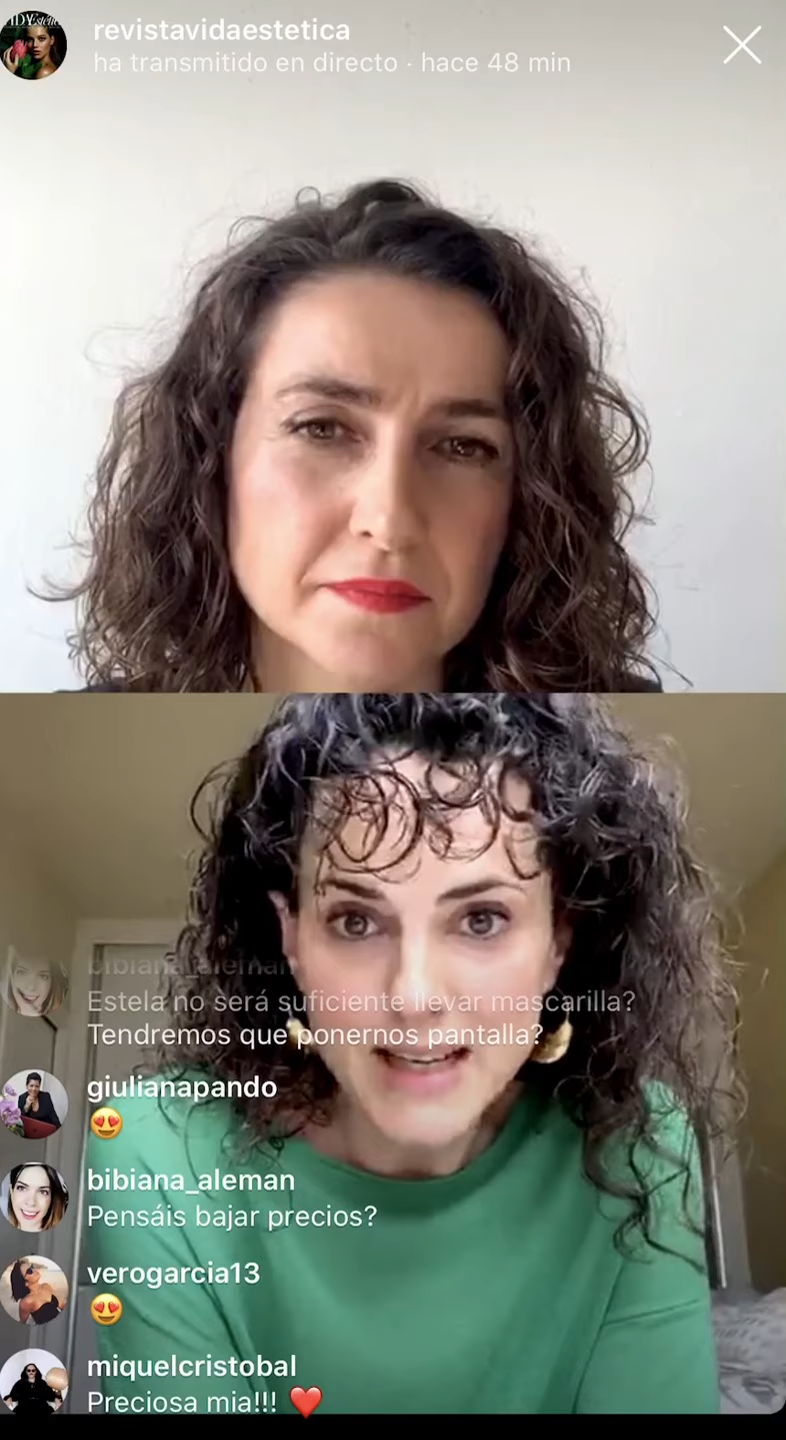 revistavidaestetica
ha transmitido en directo · hace 48 min
bibiana_aleman
Estela no será suficiente llevar mascarilla?
Tendremos que ponernos pantalla?
giulianapando
😍
bibiana_aleman
Pensáis bajar precios?
verogarcia13
😍
miquelcristobal
Preciosa mia!!! ❤️